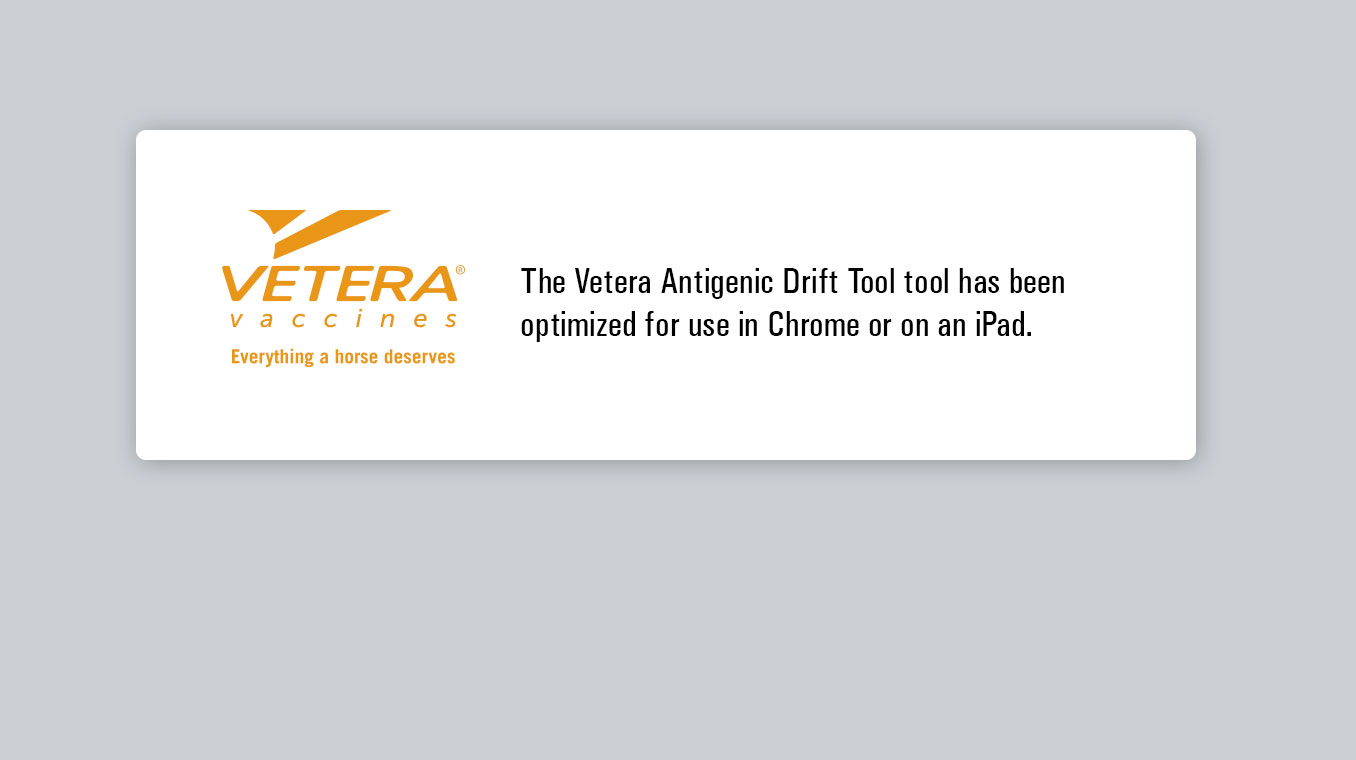 VETERA®
vaccines
Everything a horse deserves
The Vetera Antigenic Drift Tool tool has been
optimized for use in Chrome or on an iPad.